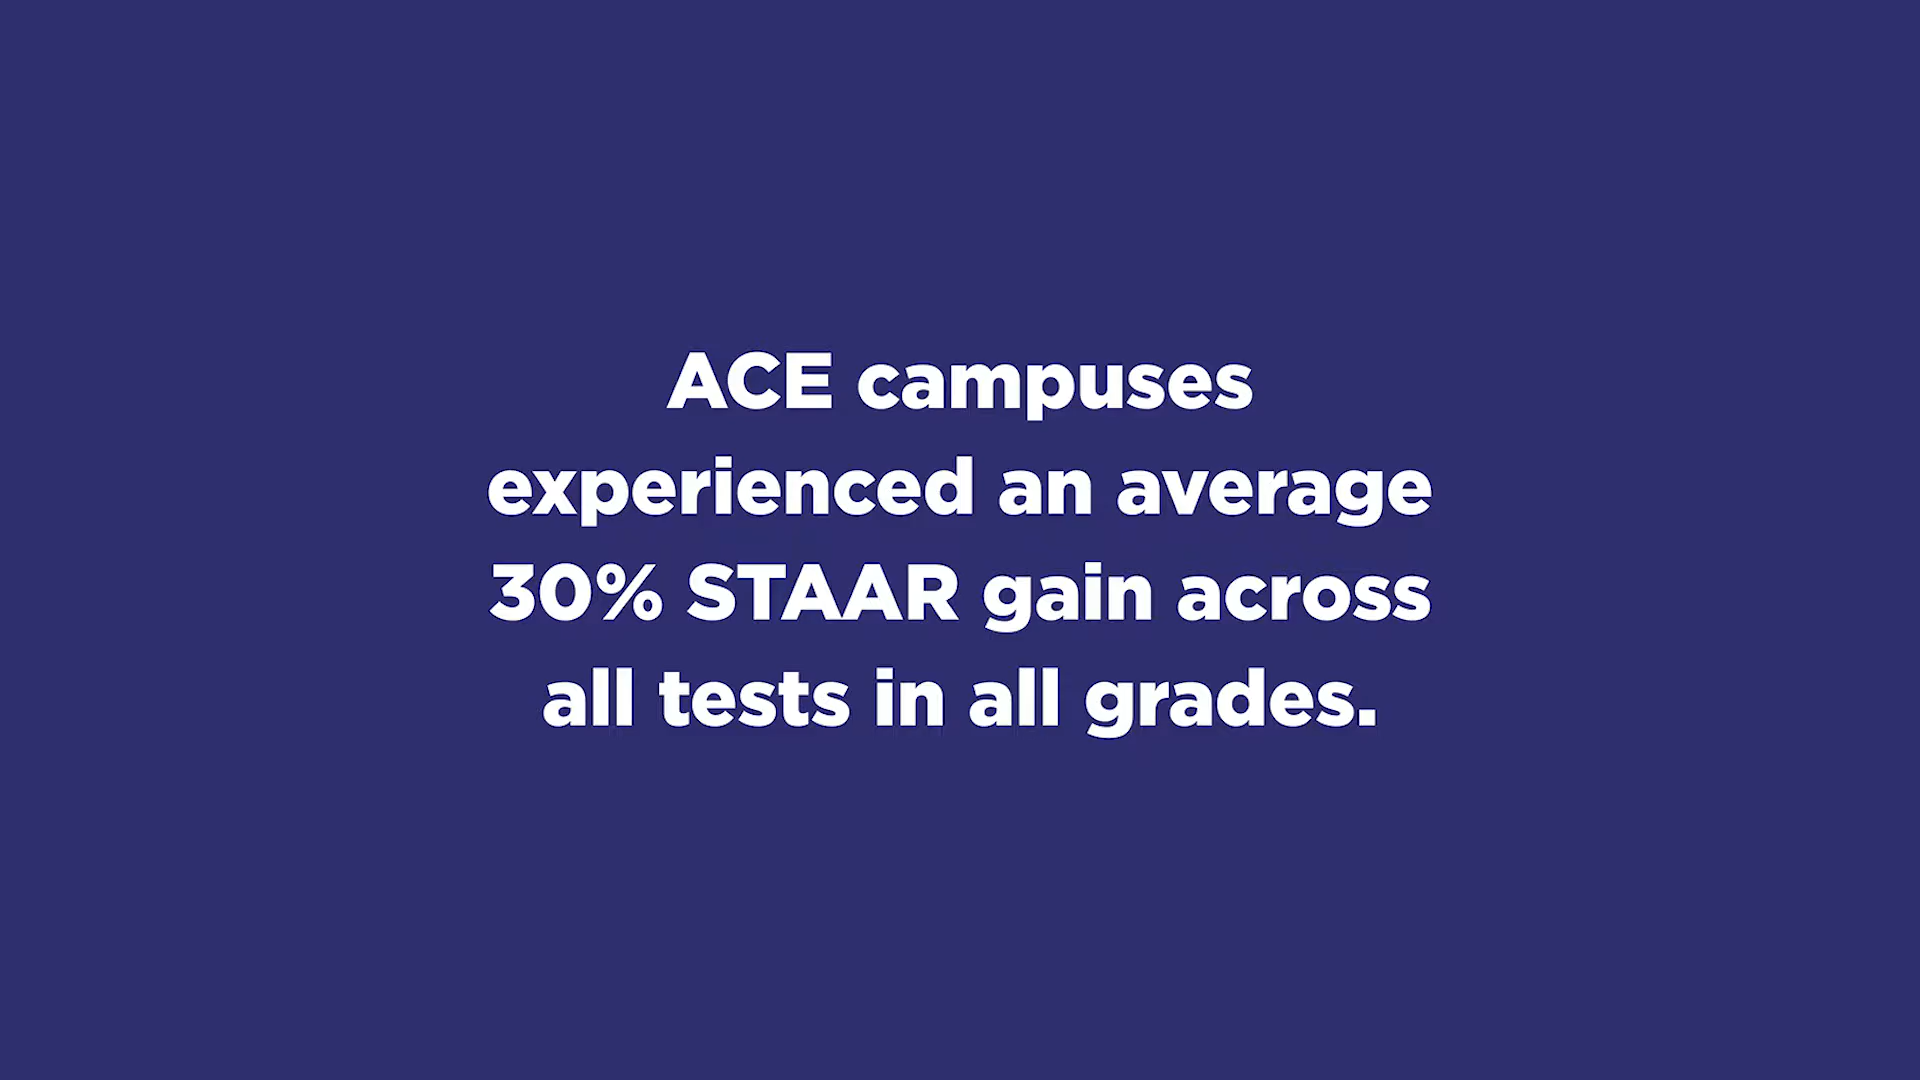 ACE campuses
experienced an average
30% STAAR gain across
all tests in all grades.